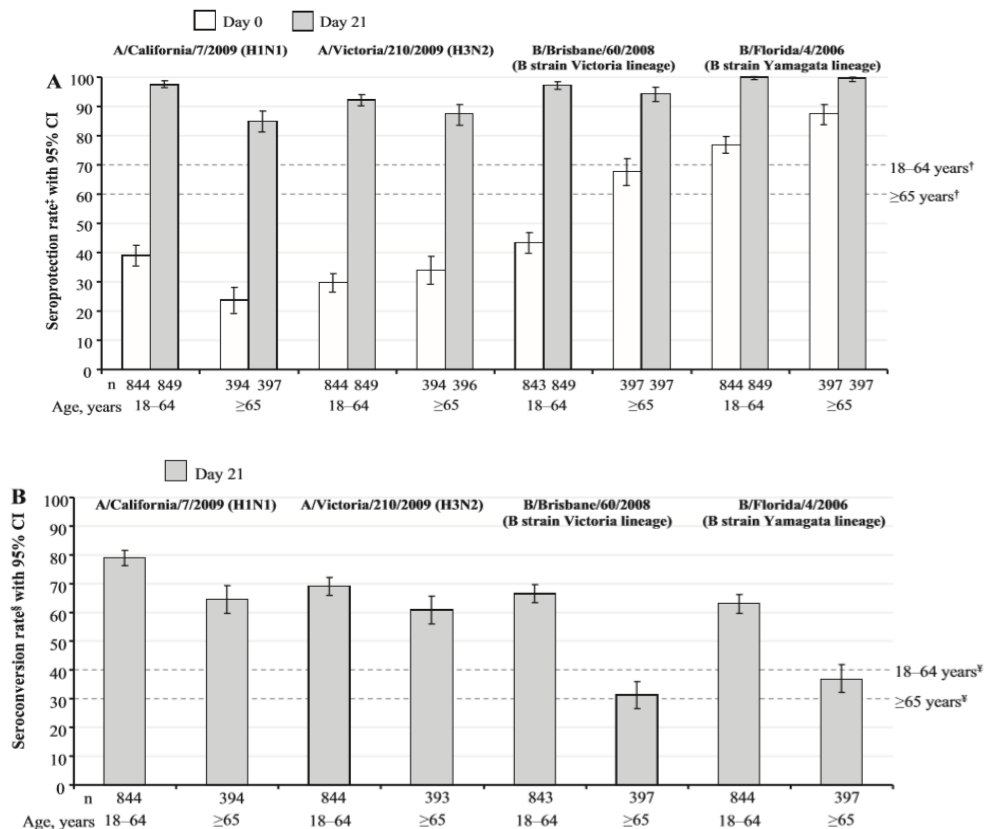 Day 0 Day 21
A/California/7/2009 (H1N1) A/Victoria/210/2009 (H3N2) B/Brisbane/60/2008 B/Florida/4/2006
(B strain Victoria lineage) (B strain Yamagata lineage)
A
Seroprotection rate‡ with 95% CI
100
90
80
70
60
50
40
30
20
10
0
18–64 years†
≥65 years†
n 844 849 394 397 844 849 394 396 843 849 397 397 844 849 397 397
Age, years 18–64 ≥65 18–64 ≥65 18–64 ≥65 18–64 ≥65
Day 21
B
A/California/7/2009 (H1N1) A/Victoria/210/2009 (H3N2) B/Brisbane/60/2008 B/Florida/4/2006
(B strain Victoria lineage) (B strain Yamagata lineage)
Seroconversion rate§ with 95% CI
100
90
80
70
60
50
40
30
20
10
0
18–64 years¥
≥65 years¥
n 844 394 844 393 843 397 844 397
Age, years 18–64 ≥65 18–64 ≥65 18–64 ≥65 18–64 ≥65